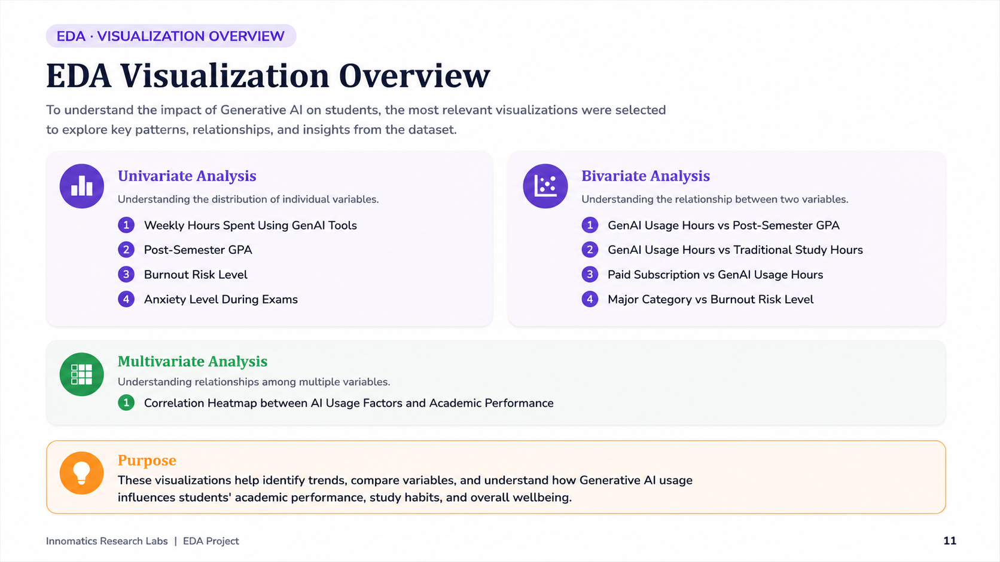 EDA · VISUALIZATION OVERVIEW
EDA Visualization Overview
To understand the impact of Generative AI on students, the most relevant visualizations were selected
to explore key patterns, relationships, and insights from the dataset.
Univariate Analysis
Understanding the distribution of individual variables.
1 Weekly Hours Spent Using GenAI Tools
2 Post-Semester GPA
3 Burnout Risk Level
4 Anxiety Level During Exams
Bivariate Analysis
Understanding the relationship between two variables.
1 GenAI Usage Hours vs Post-Semester GPA
2 GenAI Usage Hours vs Traditional Study Hours
3 Paid Subscription vs GenAI Usage Hours
4 Major Category vs Burnout Risk Level
Multivariate Analysis
Understanding relationships among multiple variables.
1 Correlation Heatmap between AI Usage Factors and Academic Performance
Purpose
These visualizations help identify trends, compare variables, and understand how Generative AI usage
influences students' academic performance, study habits, and overall wellbeing.
Innomatics Research Labs | EDA Project
11